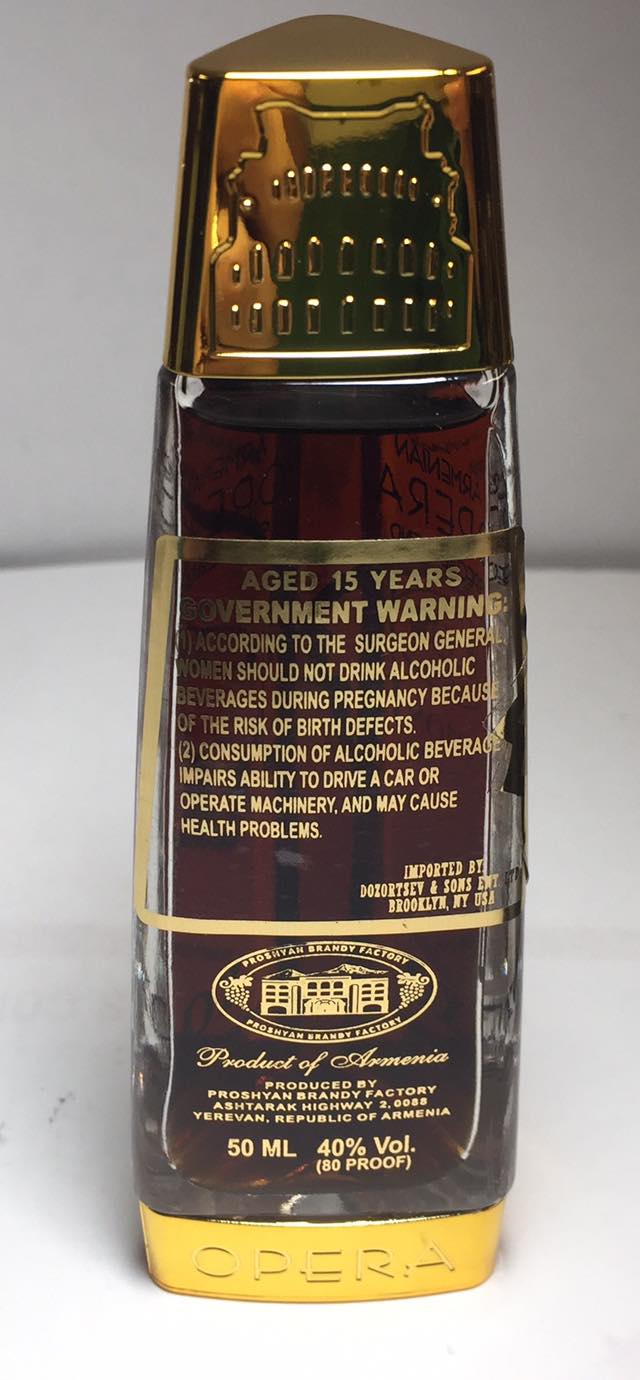 AGED 15 YEARS
GOVERNMENT WARNING:
1) ACCORDING TO THE SURGEON GENERAL,
WOMEN SHOULD NOT DRINK ALCOHOLIC
BEVERAGES DURING PREGNANCY BECAUSE
OF THE RISK OF BIRTH DEFECTS.
(2) CONSUMPTION OF ALCOHOLIC BEVERAGE
IMPAIRS ABILITY TO DRIVE A CAR OR
OPERATE MACHINERY, AND MAY CAUSE
HEALTH PROBLEMS.
IMPORTED BY:
DOZORTSEV & SONS ENT LTD
BROOKLYN, NY USA
PROSHYAN BRANDY FACTORY
PROSHYAN BRANDY FACTORY
Product of Armenia
PRODUCED BY
PROSHYAN BRANDY FACTORY
ASHTARAK HIGHWAY 2, 0088
YEREVAN, REPUBLIC OF ARMENIA
50 ML 40% Vol.
(80 PROOF)
OPERA